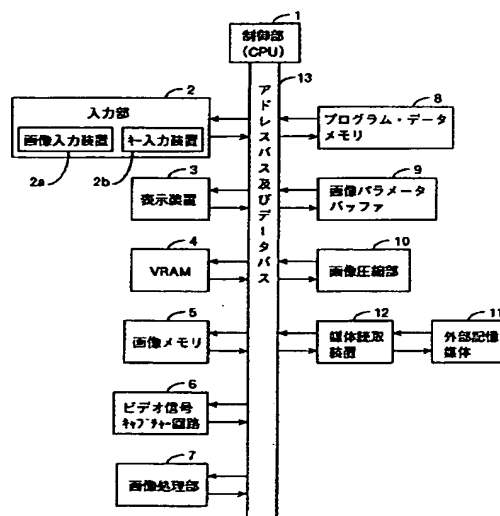 1
制御部
(CPU)
13
アドレスバス及びデータバス
2
入力部
画像入力装置
ｷｰ入力装置
2a
2b
3
表示装置
4
VRAM
5
画像メモリ
6
ビデオ信号
ｷｬﾌﾟﾁｬｰ回路
7
画像処理部
8
プログラム・データ
メモリ
9
画像パラメータ
バッファ
10
画像圧縮部
12
媒体読取
装置
11
外部記憶
媒体